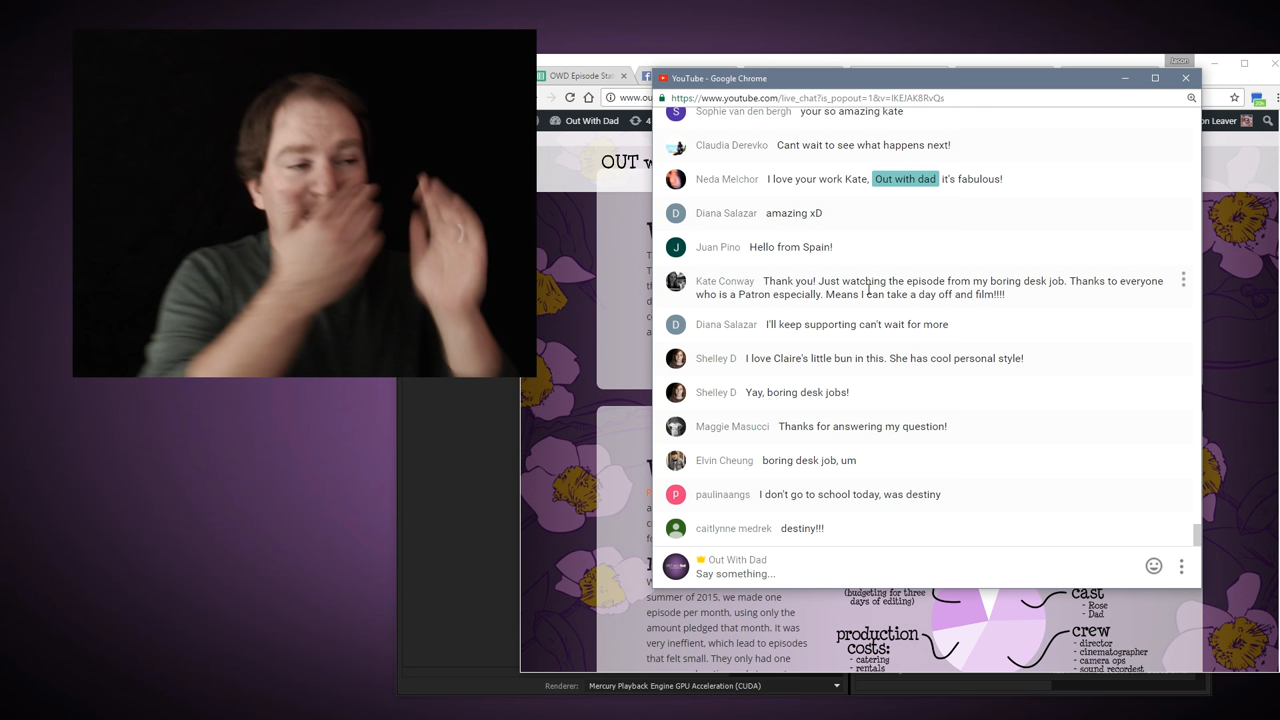 OWD Episode Stat
Jason
YouTube - Google Chrome
www.ou
https://www.youtube.com/live_chat?is_popout=1&v=IKEJAK8RvQs
Out With Dad
4
on Leaver
OUT w
Sophie van den bergh your so amazing kate
Claudia Derevko Cant wait to see what happens next!
Neda Melchor I love your work Kate, Out with dad it's fabulous!
D Diana Salazar amazing xD
J Juan Pino Hello from Spain!
Kate Conway Thank you! Just watching the episode from my boring desk job. Thanks to everyone
who is a Patron especially. Means I can take a day off and film!!!!
D Diana Salazar I'll keep supporting can't wait for more
Shelley D I love Claire's little bun in this. She has cool personal style!
Shelley D Yay, boring desk jobs!
Maggie Masucci Thanks for answering my question!
Elvin Cheung boring desk job, um
P paulinaangs I don't go to school today, was destiny
caitlynne medrek destiny!!!
Out With Dad
Say something...
summer of 2015, we made one
episode per month, using only the
amount pledged that month. It was
very ineffient, which lead to episodes
that felt small. They only had one
(budgeting for three
days of editing)
production
costs:
- catering
- rentals
cast
- Rose
- Dad
crew
- director
- cinematographer
- camera ops
- sound recordest
Renderer: Mercury Playback Engine GPU Acceleration (CUDA)